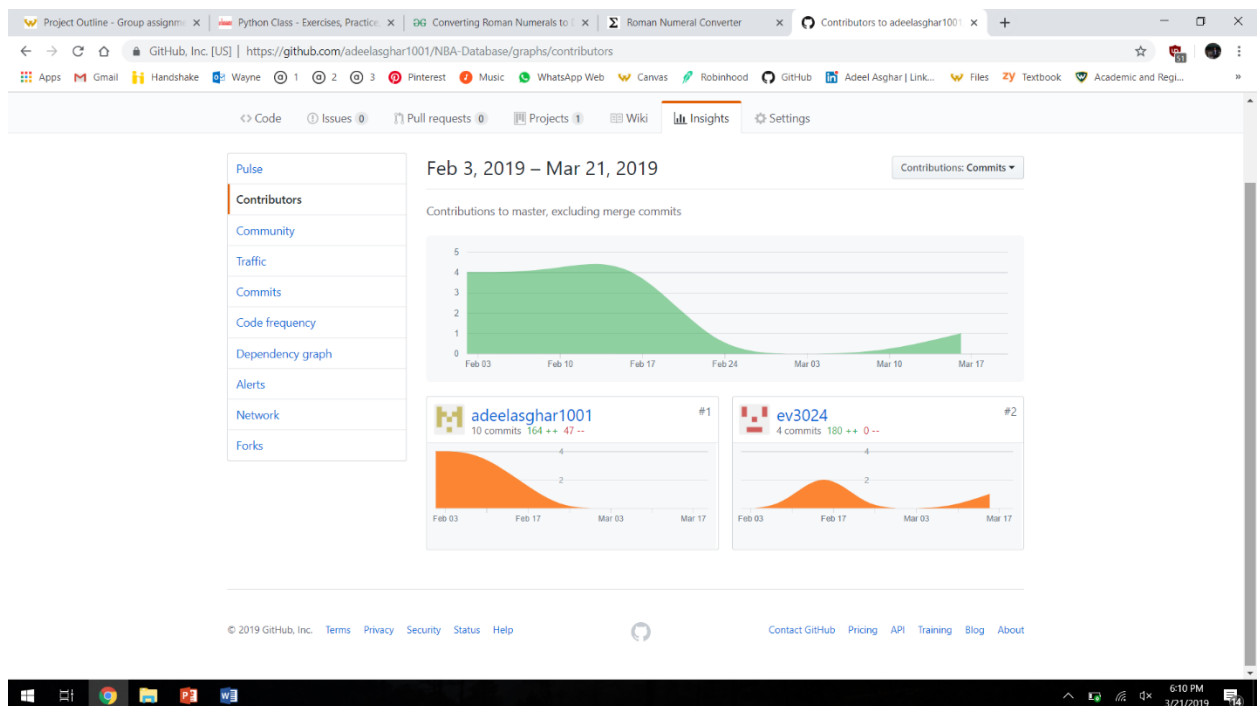 Project Outline - Group assignme Python Class - Exercises, Practice, Converting Roman Numerals to Roman Numeral Converter Contributors to adeelasghar1001
GitHub, Inc. [US] | https://github.com/adeelasghar1001/NBA-Database/graphs/contributors
51
Apps Gmail Handshake Wayne 1 2 3 Pinterest Music WhatsApp Web Canvas Robinhood GitHub Adeel Asghar | Link... Files Textbook Academic and Regi... »
<> Code Issues 0 Pull requests 0 Projects 1 Wiki Insights Settings
Pulse
Contributors
Community
Traffic
Commits
Code frequency
Dependency graph
Alerts
Network
Forks
Feb 3, 2019 – Mar 21, 2019
Contributions: Commits
Contributions to master, excluding merge commits
5
4
3
2
1
0
Feb 03 Feb 10 Feb 17 Feb 24 Mar 03 Mar 10 Mar 17
adeelasghar1001 #1
10 commits 164 ++ 47 --
4
2
Feb 03 Feb 17 Mar 03 Mar 17
ev3024 #2
4 commits 180 ++ 0 --
4
2
Feb 03 Feb 17 Mar 03 Mar 17
© 2019 GitHub, Inc. Terms Privacy Security Status Help Contact GitHub Pricing API Training Blog About
6:10 PM
3/21/2019
14